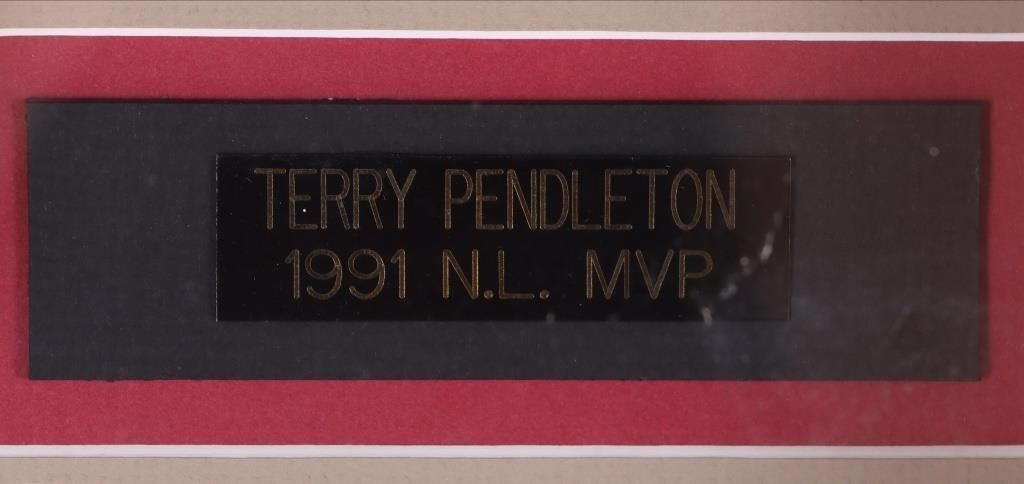 TERRY PENDLETON
1991 N.L. MVP